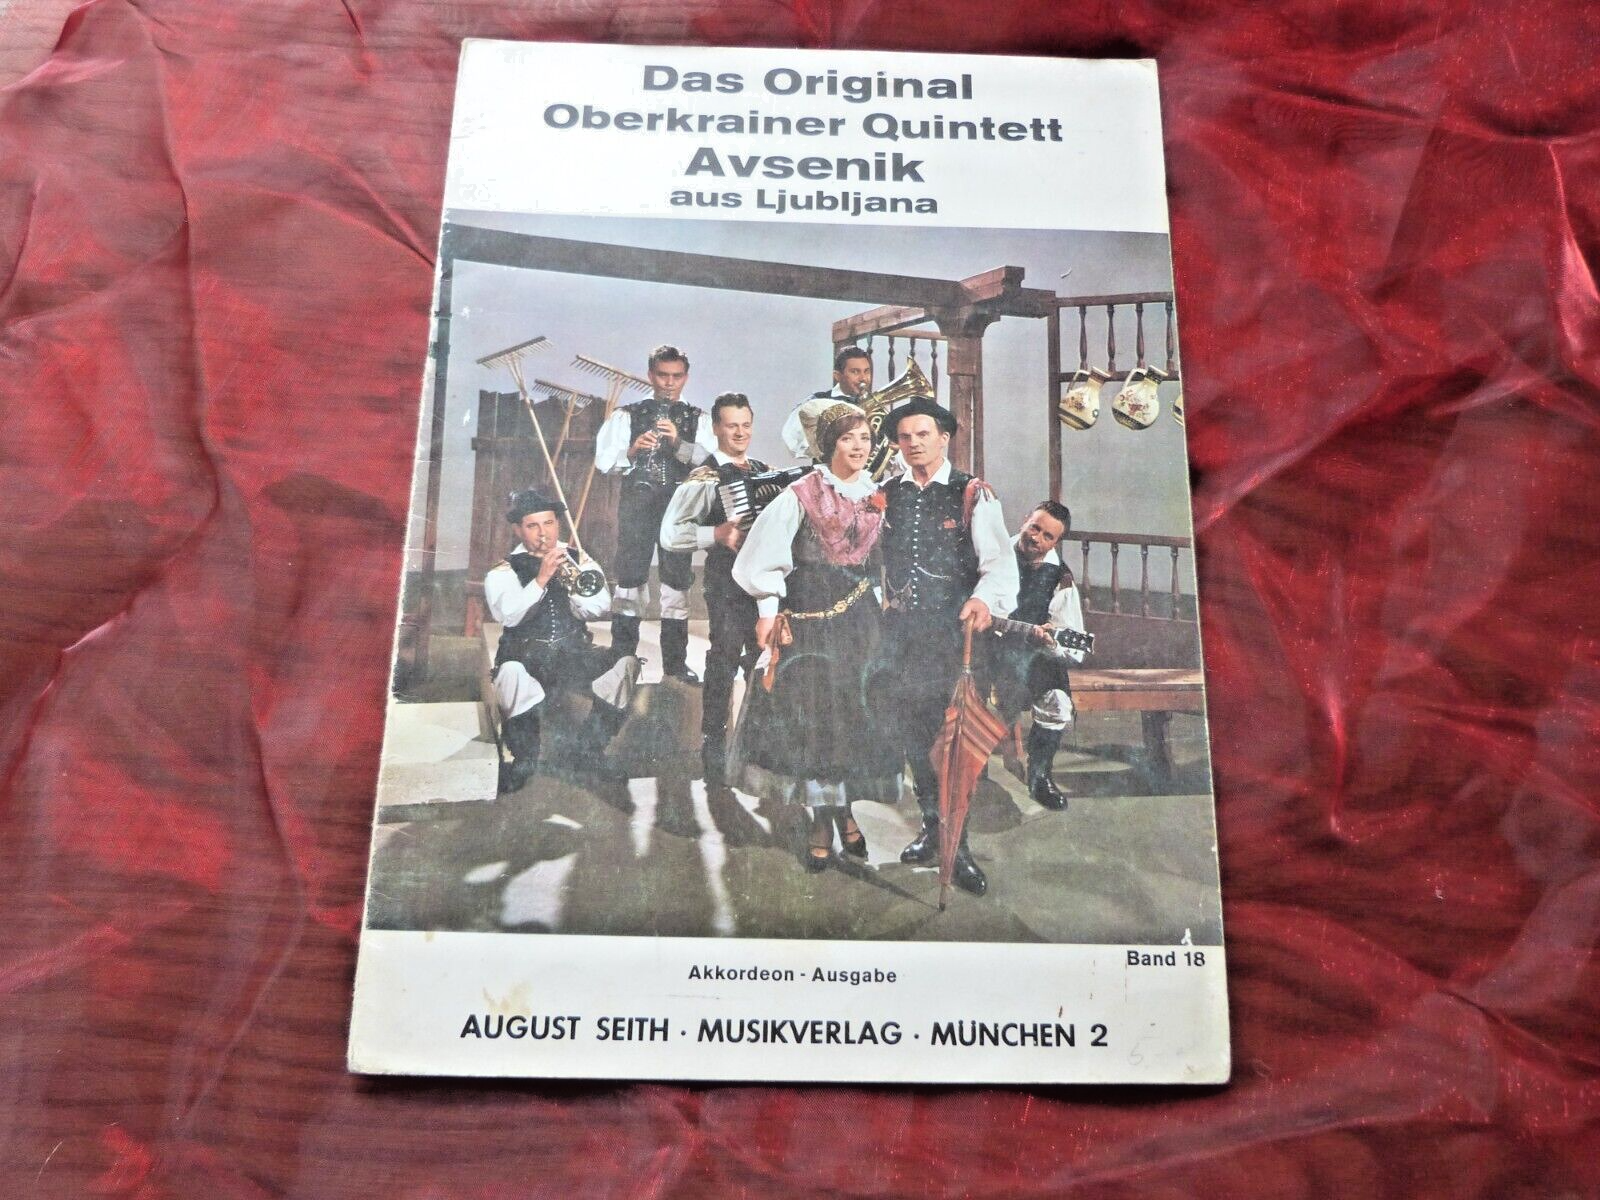 Das Original
Oberkrainer Quintett
Avsenik
aus Ljubljana
Band 18
Akkordeon - Ausgabe
AUGUST SEITH · MUSIKVERLAG · MÜNCHEN 2